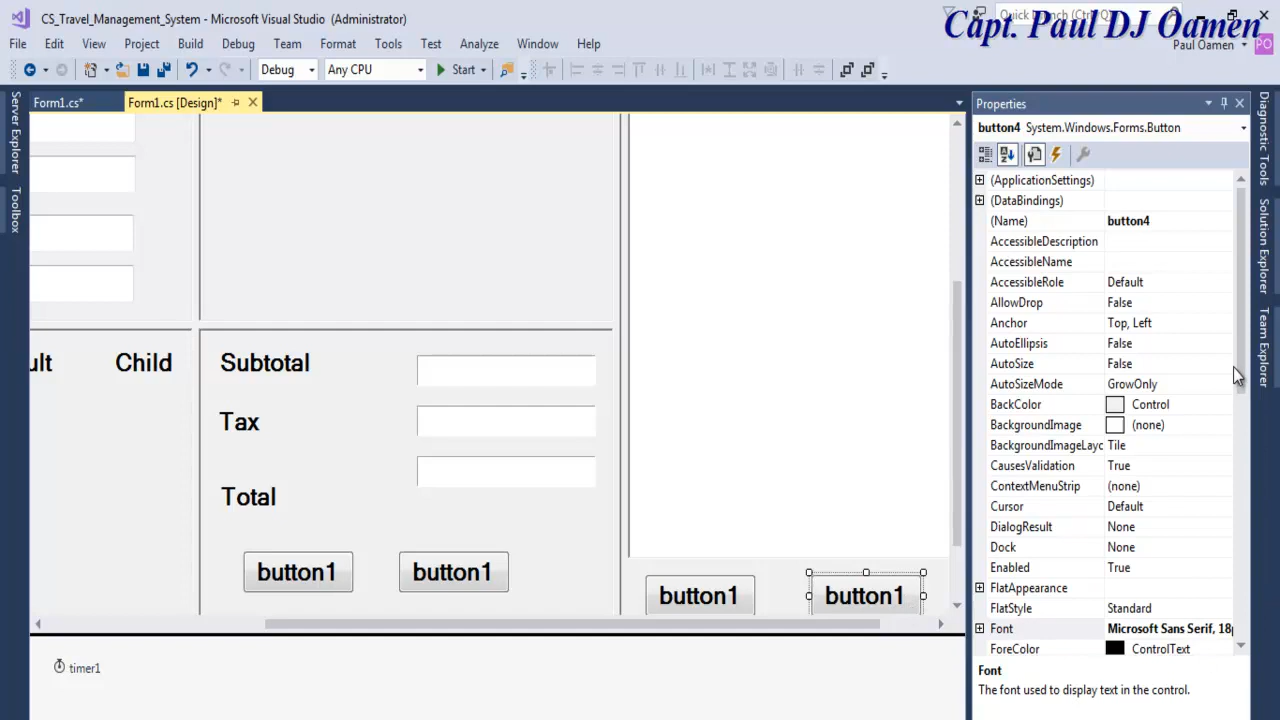 CS_Travel_Management_System - Microsoft Visual Studio (Administrator)
Quick Launch (Ctrl+Q)
Capt. Paul DJ Oamen
File Edit View Project Build Debug Team Format Tools Test Analyze Window Help
Paul Oamen PO
Debug Any CPU Start
Form1.cs* Form1.cs [Design]*
Server Explorer
Toolbox
ult Child
Subtotal
Tax
Total
button1 button1
button1 button1
timer1
Properties
button4 System.Windows.Forms.Button
(ApplicationSettings)
(DataBindings)
(Name) button4
AccessibleDescription
AccessibleName
AccessibleRole Default
AllowDrop False
Anchor Top, Left
AutoEllipsis False
AutoSize False
AutoSizeMode GrowOnly
BackColor Control
BackgroundImage (none)
BackgroundImageLayc Tile
CausesValidation True
ContextMenuStrip (none)
Cursor Default
DialogResult None
Dock None
Enabled True
FlatAppearance
FlatStyle Standard
Font Microsoft Sans Serif, 18p
ForeColor ControlText
Font
The font used to display text in the control.
Diagnostic Tools
Solution Explorer
Team Explorer